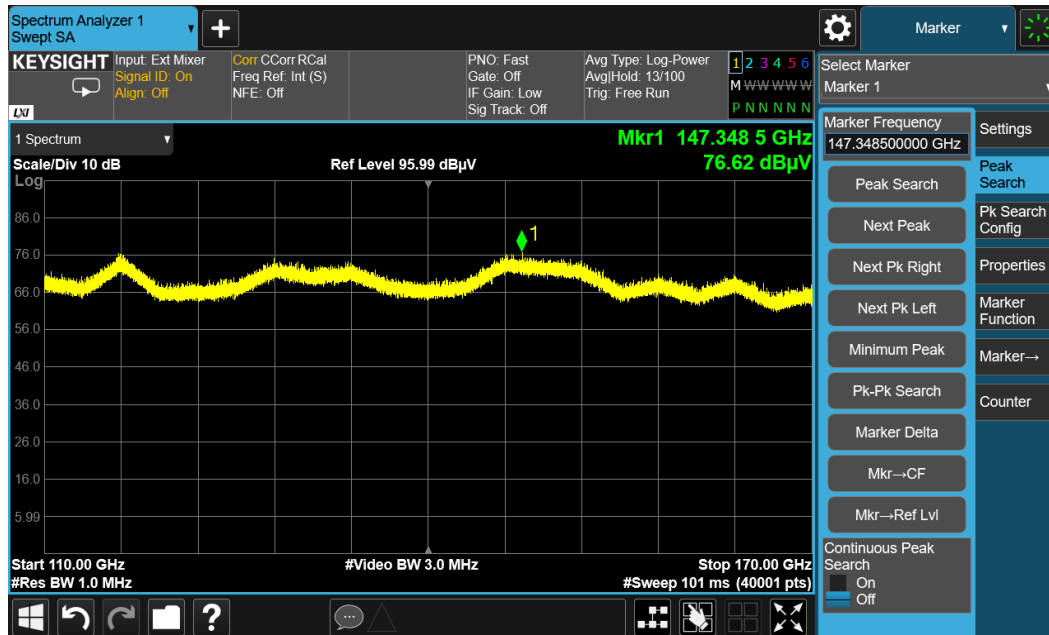 Spectrum Analyzer 1
Swept SA
Marker
KEYSIGHT
LXI
Input: Ext Mixer
Signal ID: On
Align: Off
Corr CCorr RCal
Freq Ref: Int (S)
NFE: Off
PNO: Fast
Gate: Off
IF Gain: Low
Sig Track: Off
Avg Type: Log-Power
Avg|Hold: 13/100
Trig: Free Run
1 2 3 4 5 6
M W W W W W
P N N N N N
Select Marker
Marker 1
1 Spectrum
Scale/Div 10 dB
Log
Ref Level 95.99 dBµV
Mkr1 147.348 5 GHz
76.62 dBµV
86.0
76.0
66.0
56.0
46.0
36.0
26.0
16.0
5.99
1
Start 110.00 GHz
#Res BW 1.0 MHz
#Video BW 3.0 MHz
Stop 170.00 GHz
#Sweep 101 ms (40001 pts)
Marker Frequency
147.348500000 GHz
Peak Search
Next Peak
Next Pk Right
Next Pk Left
Minimum Peak
Pk-Pk Search
Marker Delta
Mkr→CF
Mkr→Ref Lvl
Continuous Peak
Search
On
Off
Settings
Peak
Search
Pk Search
Config
Properties
Marker
Function
Marker→
Counter
?